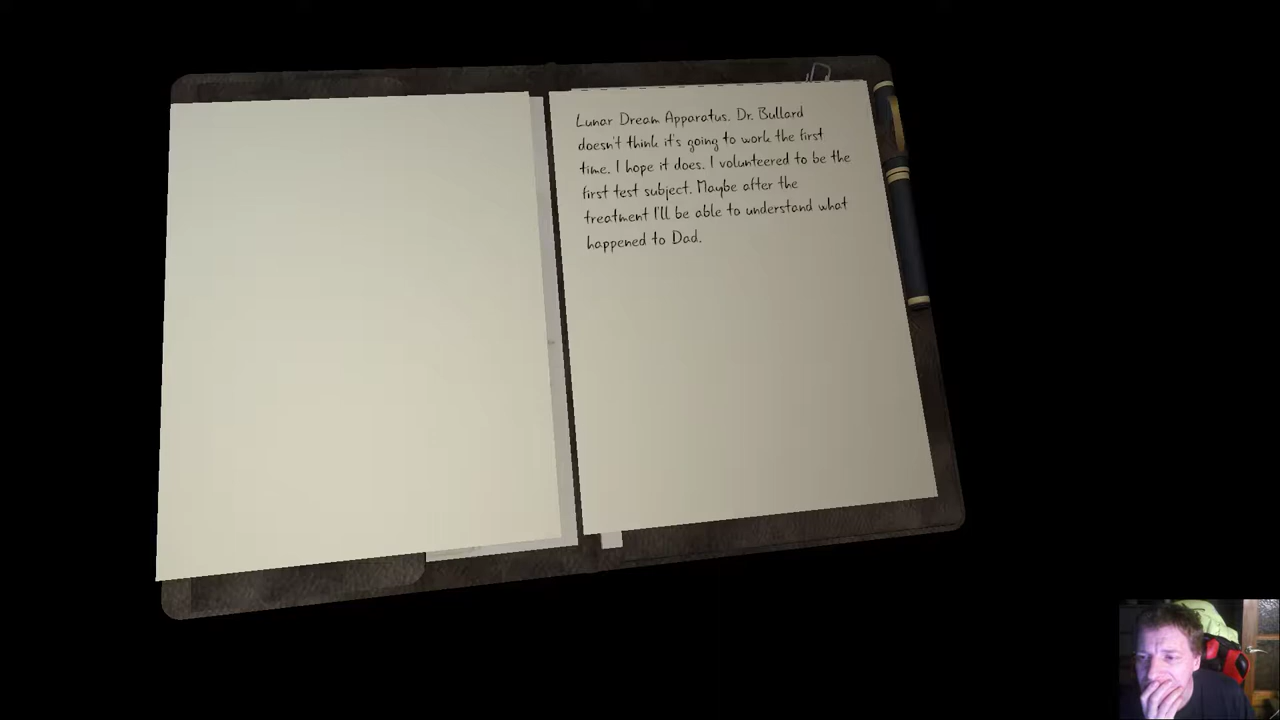 Lunar Dream Apparatus. Dr. Bullard
doesn't think it's going to work the first
time. I hope it does. I volunteered to be the
first test subject. Maybe after the
treatment I'll be able to understand what
happened to Dad.